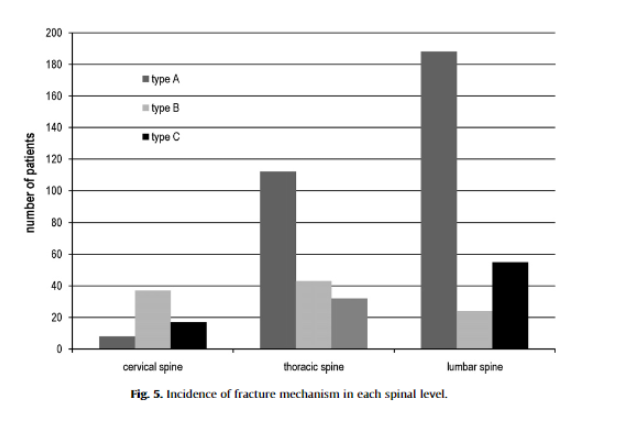 200
180
160
140
120
100
80
60
40
20
0
number of patients
type A
type B
type C
cervical spine
thoracic spine
lumbar spine
Fig. 5. Incidence of fracture mechanism in each spinal level.